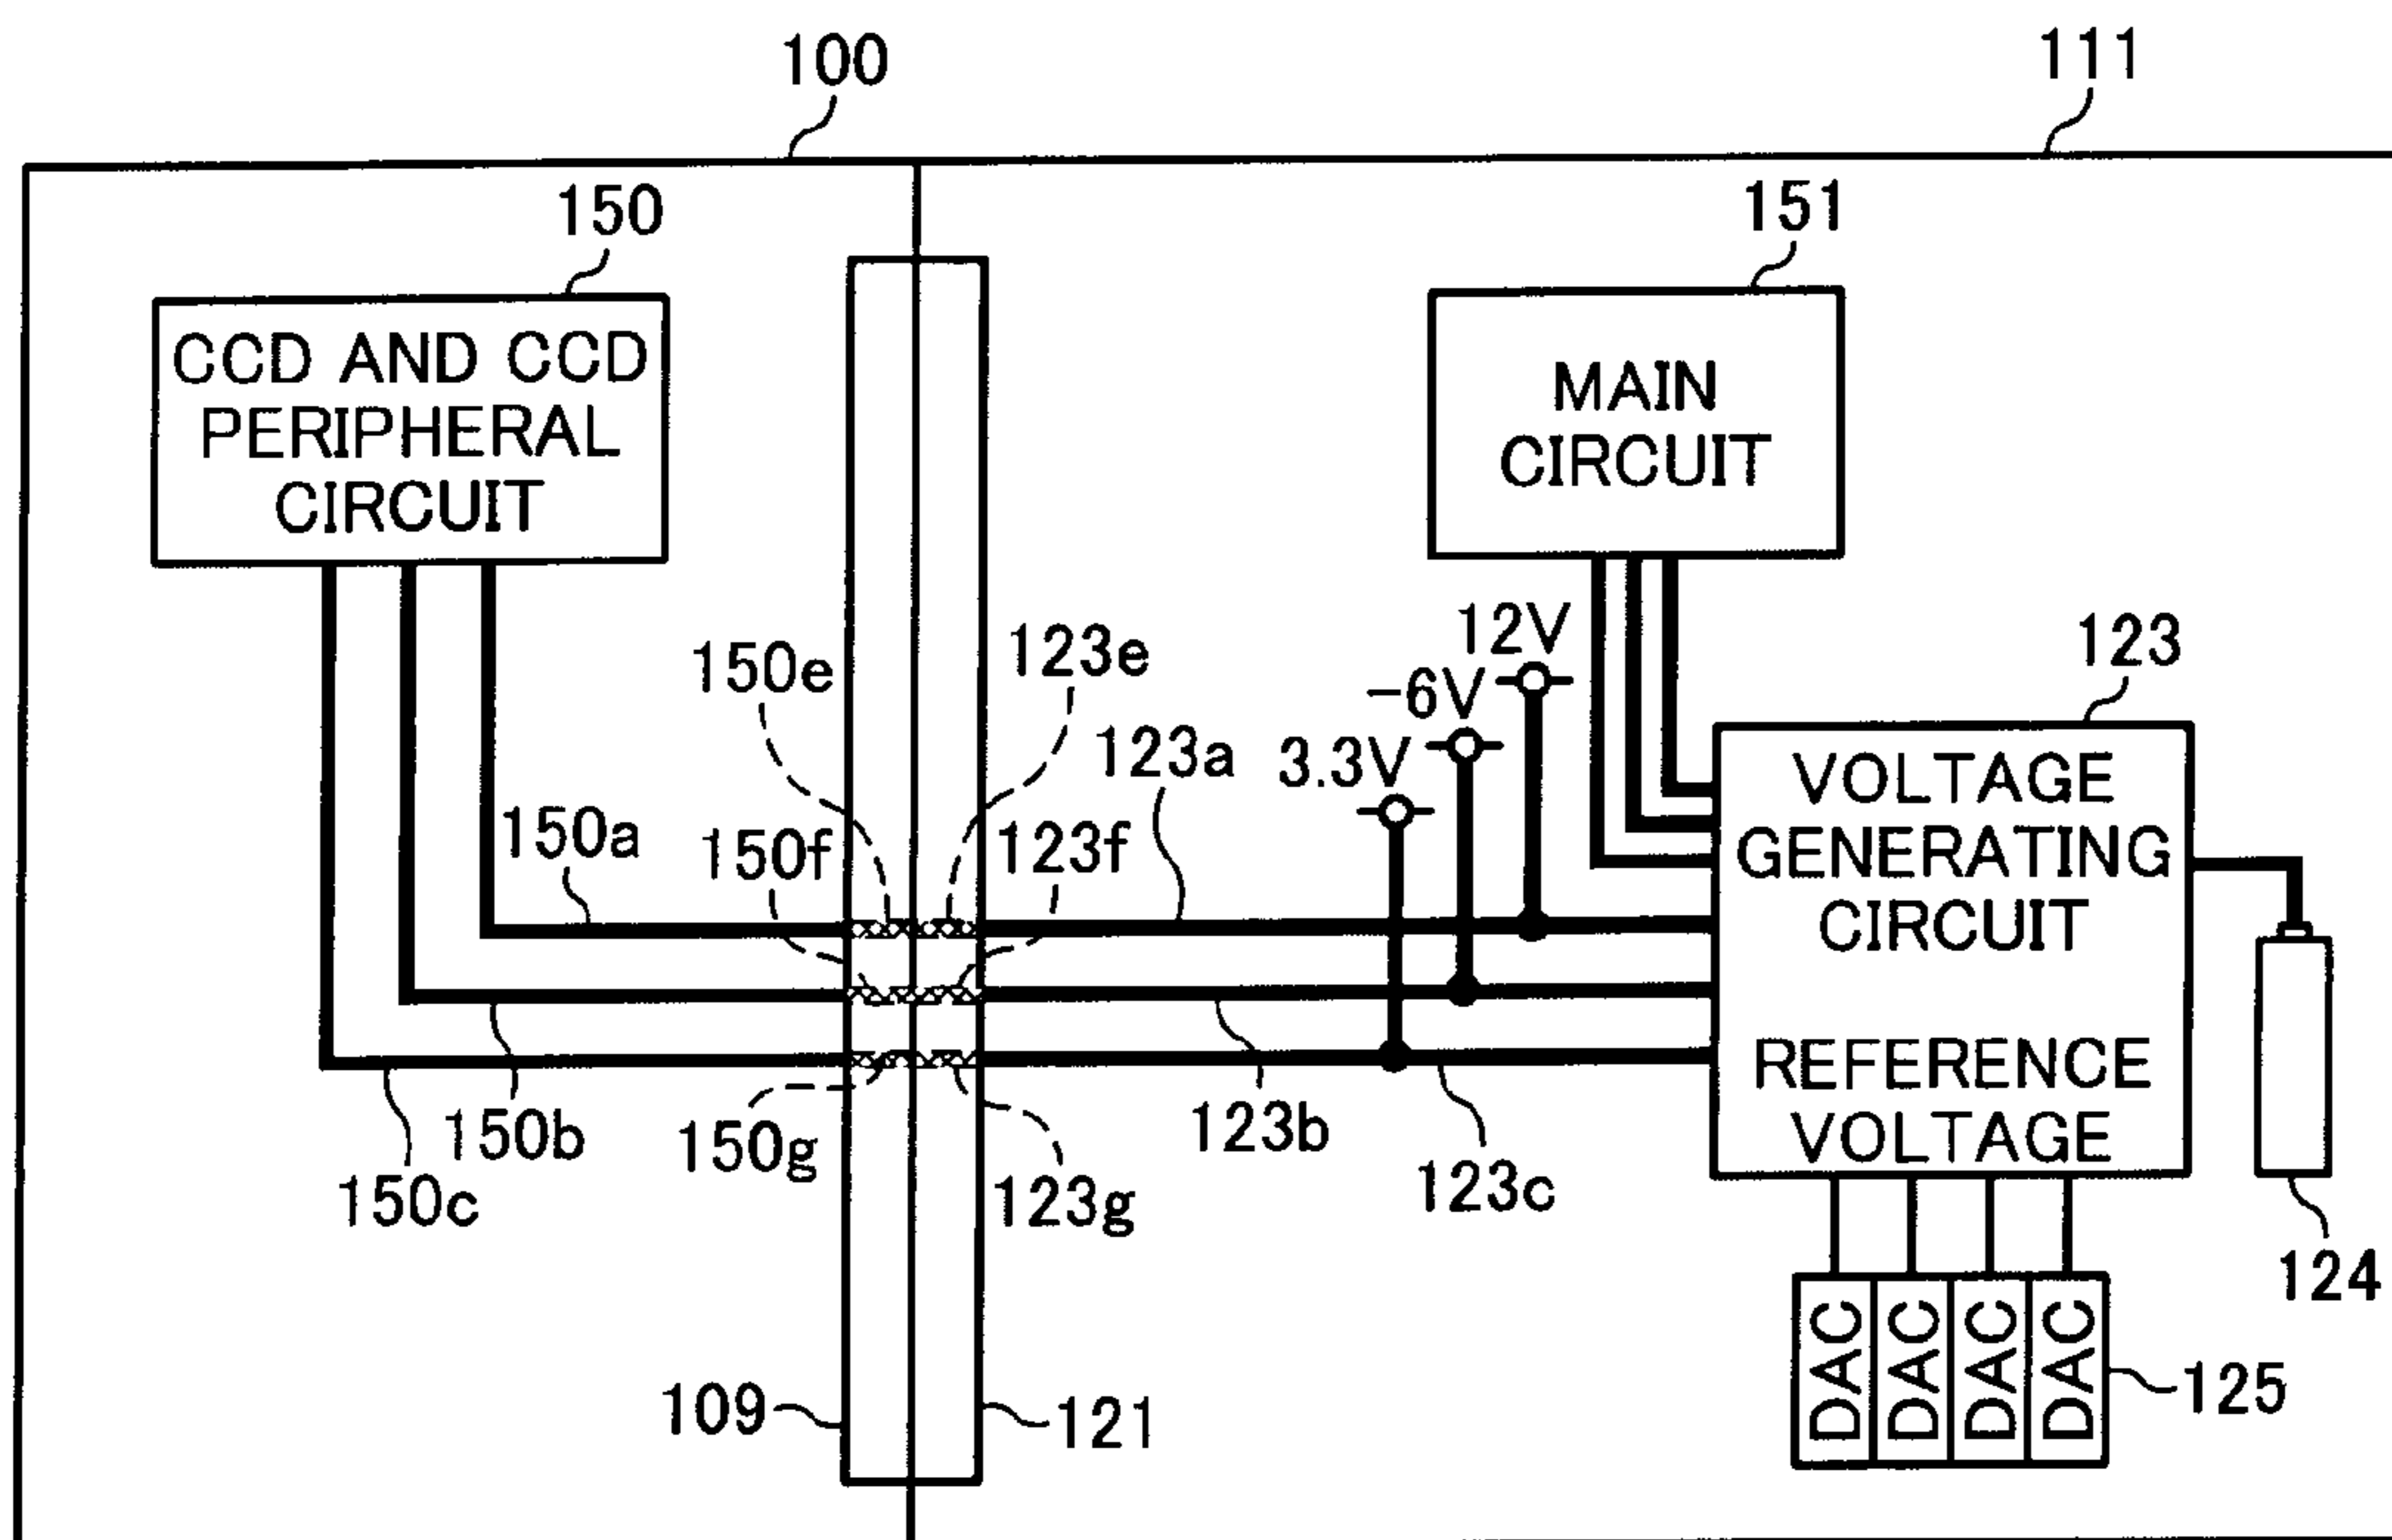 100
111
150
151
CCD AND CCD
PERIPHERAL
CIRCUIT
MAIN
CIRCUIT
12V
-6V
3.3V
123
150e
123e
123a
150a
150f
123f
VOLTAGE
GENERATING
CIRCUIT
REFERENCE
VOLTAGE
150b
150c
150g
123g
123b
123c
124
DAC
DAC
DAC
DAC
125
109
121